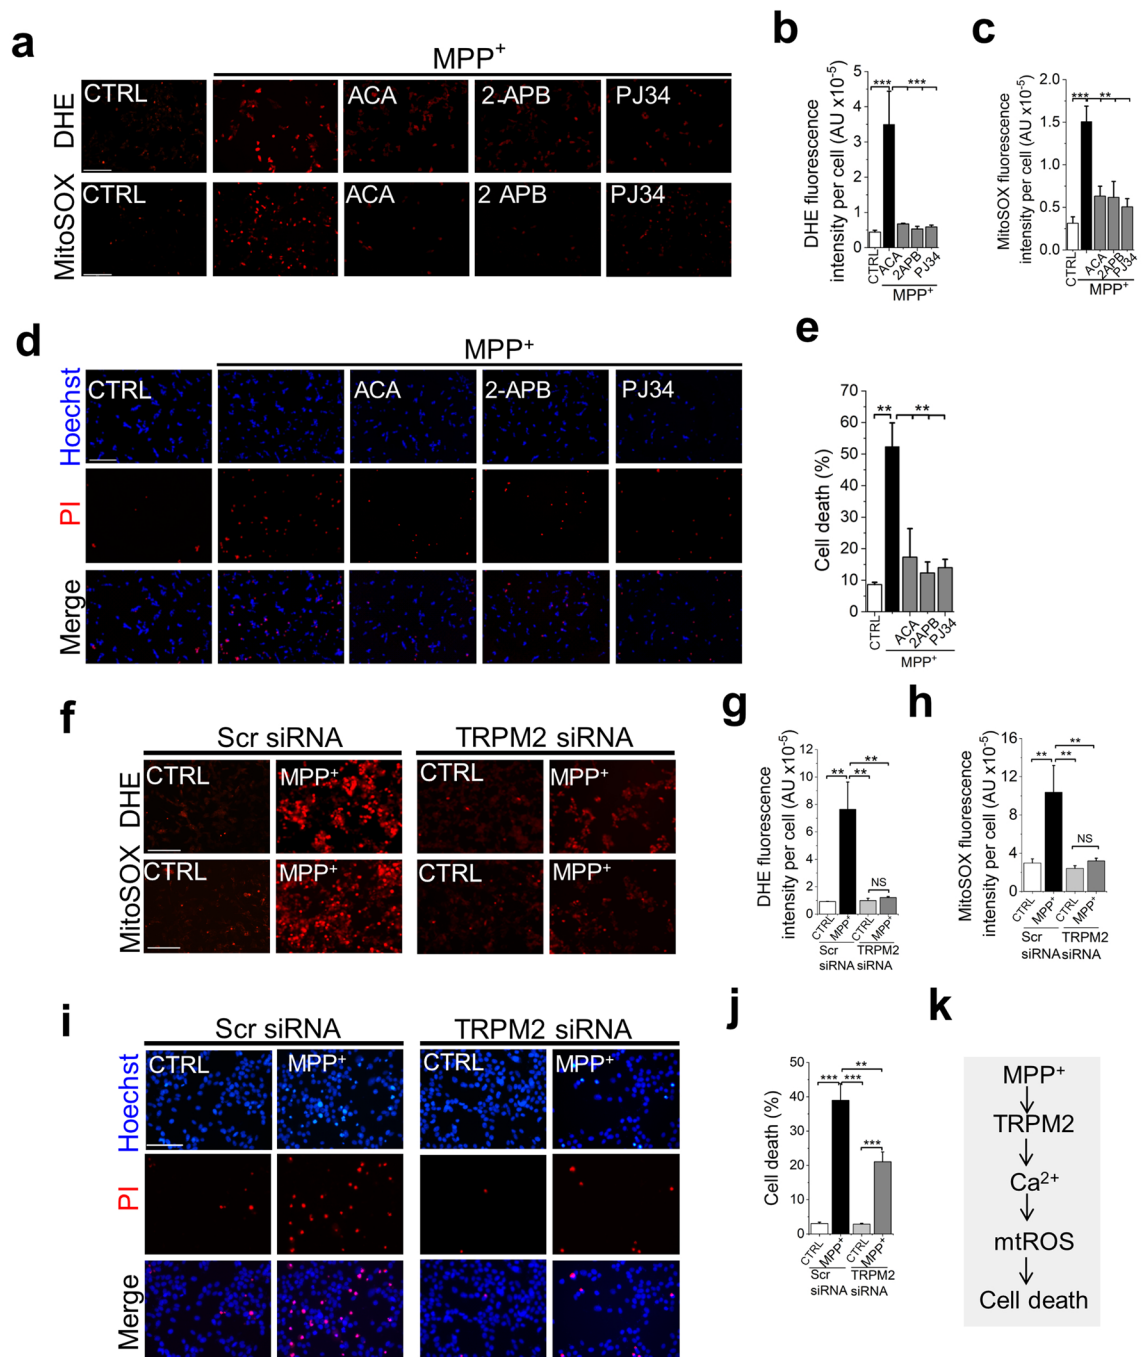 a
MPP⁺
DHE
CTRL
ACA
2-APB
PJ34
MitoSOX
CTRL
ACA
2 APB
PJ34
b
DHE fluorescence
intensity per cell (AU x10⁻⁵)
5
4
3
2
1
0
*** ***
CTRL
ACA
2APB
PJ34
MPP⁺
c
MitoSOX fluorescence
intensity per cell (AU x10⁻⁵)
2.0
1.5
1.0
0.5
0.0
*** **
CTRL
ACA
2APB
PJ34
MPP⁺
d
MPP⁺
Hoechst
CTRL
ACA
2-APB
PJ34
PI
Merge
e
Cell death (%)
70
60
50
40
30
20
10
0
** **
CTRL
ACA
2APB
PJ34
MPP⁺
f
Scr siRNA
TRPM2 siRNA
DHE
CTRL
MPP⁺
CTRL
MPP⁺
MitoSOX
CTRL
MPP⁺
CTRL
MPP⁺
g
DHE fluorescence
intensity per cell (AU x10⁻⁵)
12
10
8
6
4
2
0
**
** **
NS
CTRL
MPP⁺
CTRL
MPP⁺
Scr
siRNA
TRPM2
siRNA
h
MitoSOX fluorescence
intensity per cell (AU x10⁻⁵)
16
12
8
4
0
**
** **
NS
CTRL
MPP⁺
CTRL
MPP⁺
Scr
siRNA
TRPM2
siRNA
i
Scr siRNA
TRPM2 siRNA
Hoechst
CTRL
MPP⁺
CTRL
MPP⁺
PI
Merge
j
Cell death (%)
50
40
30
20
10
0
**
*** ***
***
CTRL
MPP⁺
CTRL
MPP⁺
Scr
siRNA
TRPM2
siRNA
k
MPP⁺
TRPM2
Ca²⁺
mtROS
Cell death